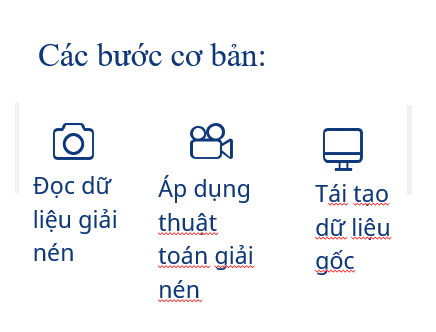 Các bước cơ bản:
Đọc dữ
liệu giải
nén
Áp dụng
thuật
toán giải
nén
Tái tạo
dữ liệu
gốc